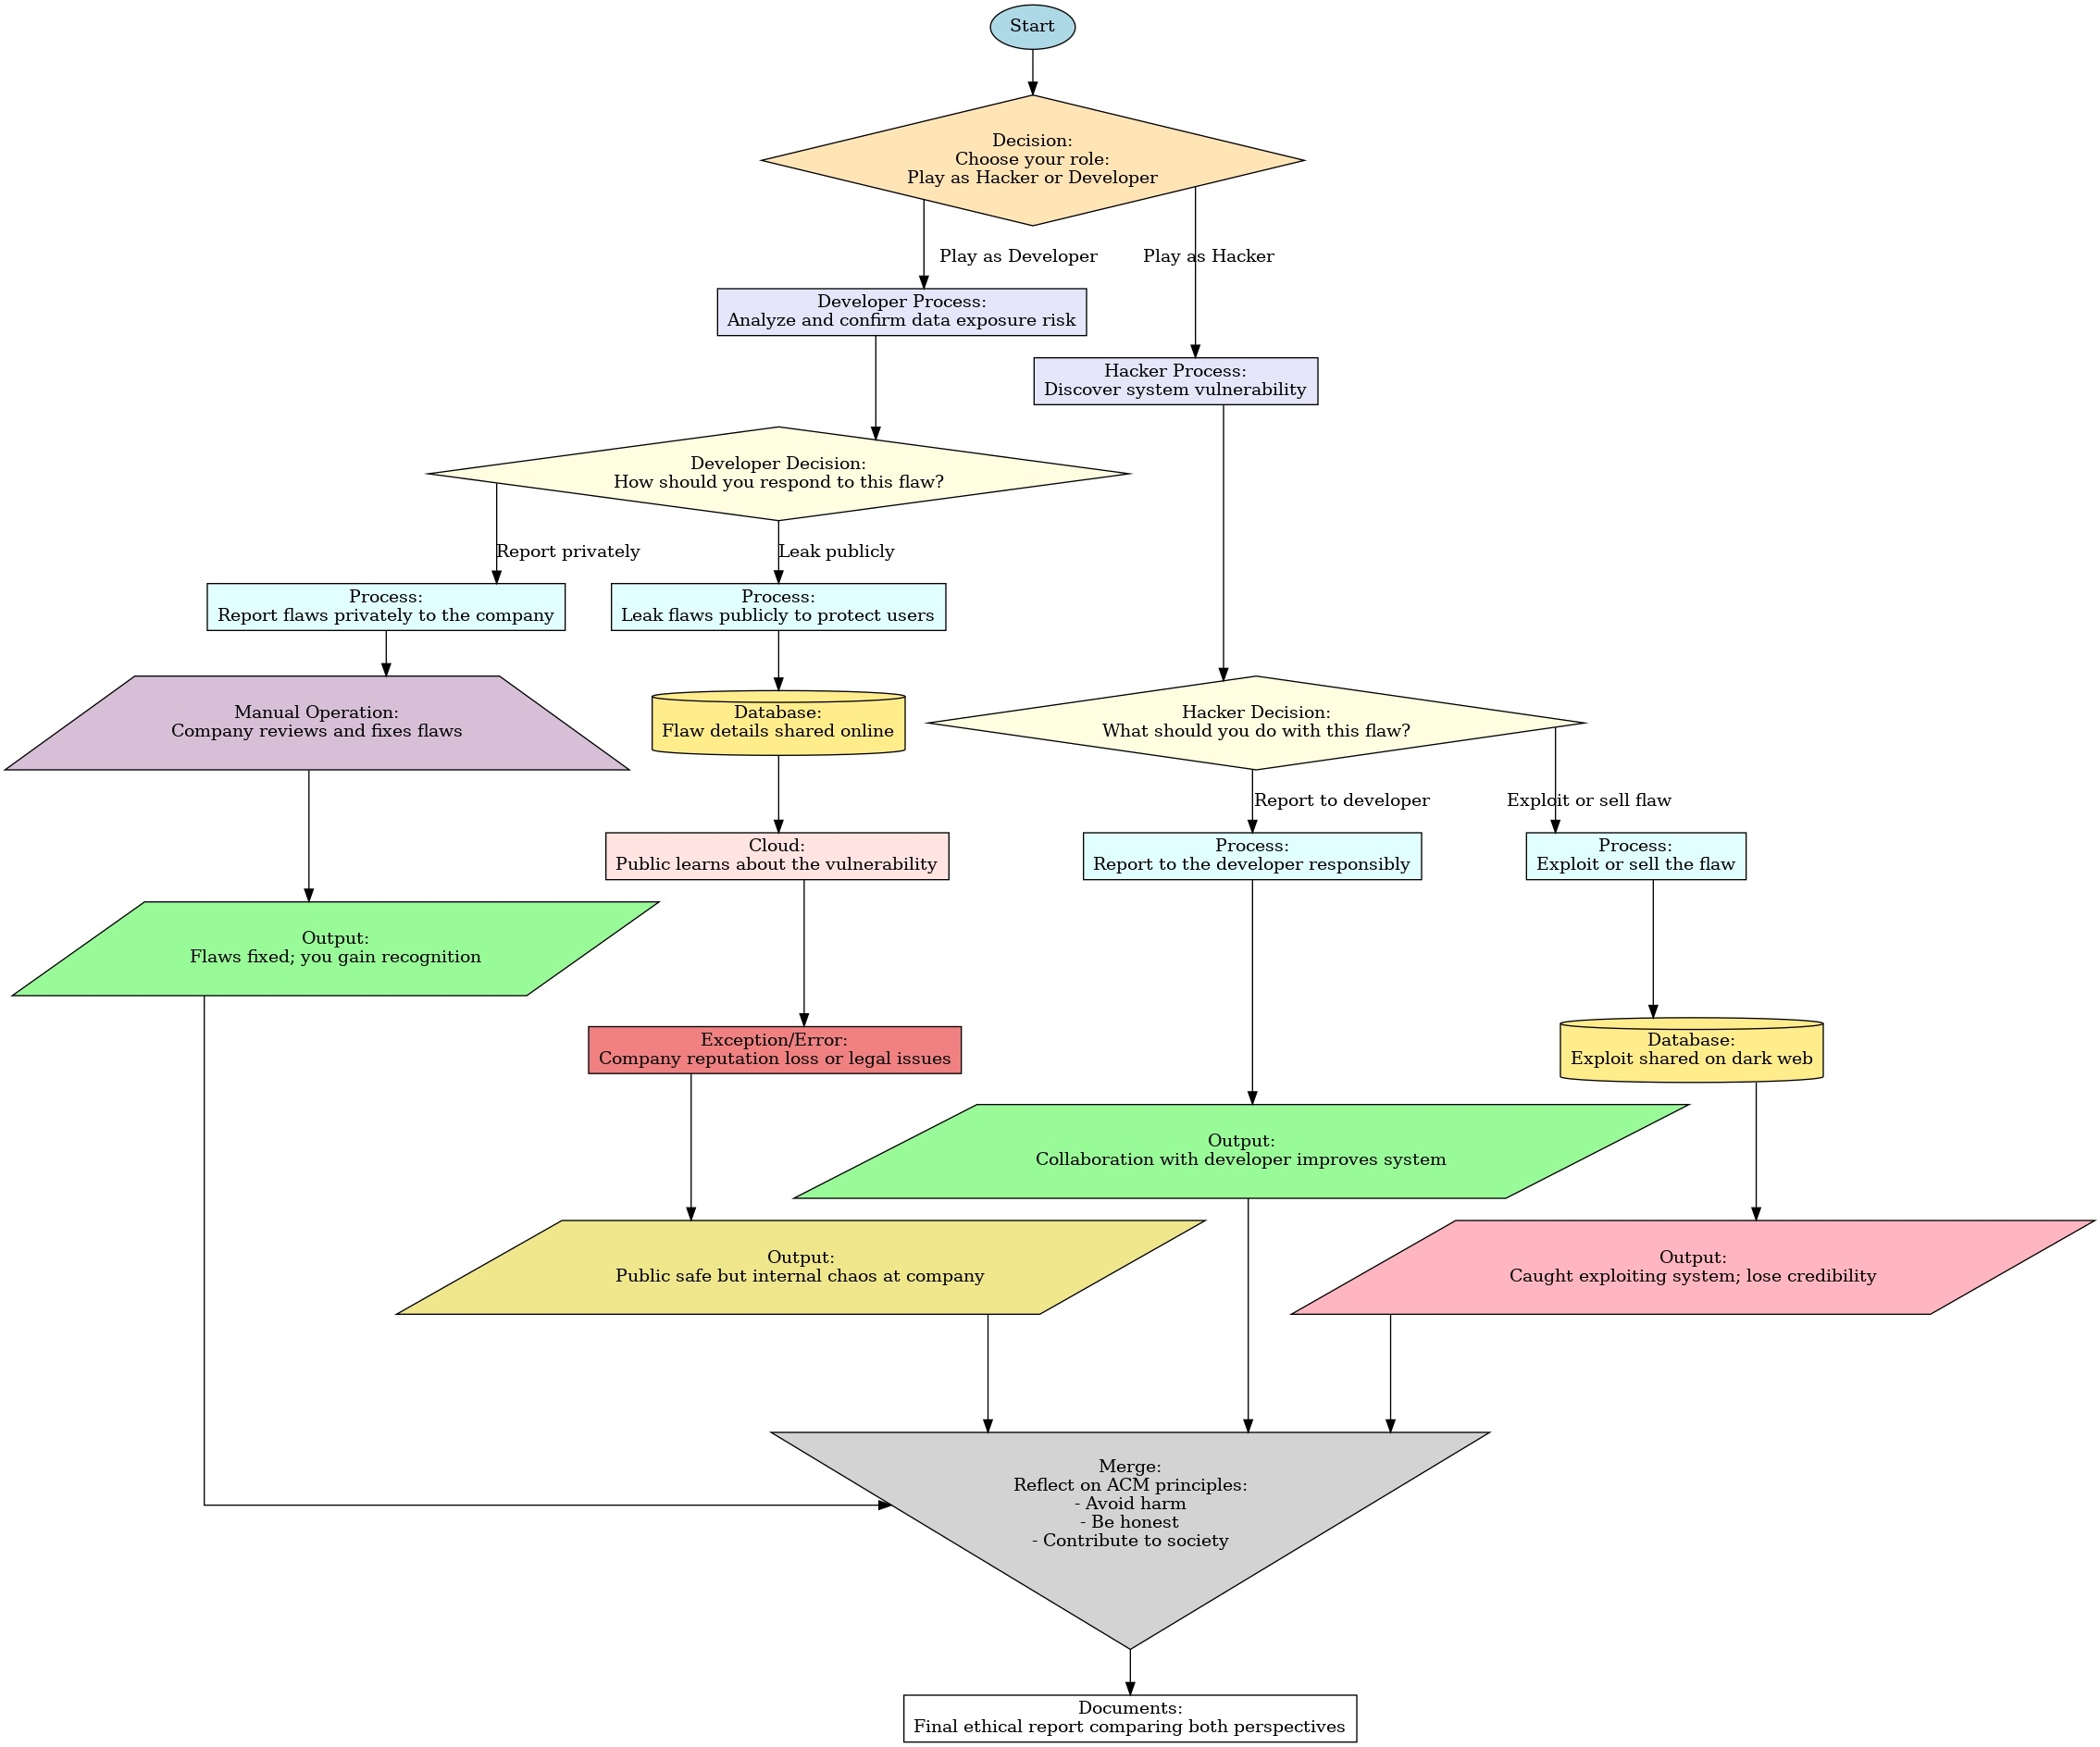 Start
Decision:
Choose your role:
Play as Hacker or Developer
Play as Developer
Play as Hacker
Developer Process:
Analyze and confirm data exposure risk
Hacker Process:
Discover system vulnerability
Developer Decision:
How should you respond to this flaw?
Report privately
Leak publicly
Process:
Report flaws privately to the company
Process:
Leak flaws publicly to protect users
Manual Operation:
Company reviews and fixes flaws
Database:
Flaw details shared online
Hacker Decision:
What should you do with this flaw?
Report to developer
Exploit or sell flaw
Cloud:
Public learns about the vulnerability
Process:
Report to the developer responsibly
Process:
Exploit or sell the flaw
Output:
Flaws fixed; you gain recognition
Exception/Error:
Company reputation loss or legal issues
Database:
Exploit shared on dark web
Output:
Collaboration with developer improves system
Output:
Public safe but internal chaos at company
Output:
Caught exploiting system; lose credibility
Merge:
Reflect on ACM principles:
- Avoid harm
- Be honest
- Contribute to society
Documents:
Final ethical report comparing both perspectives